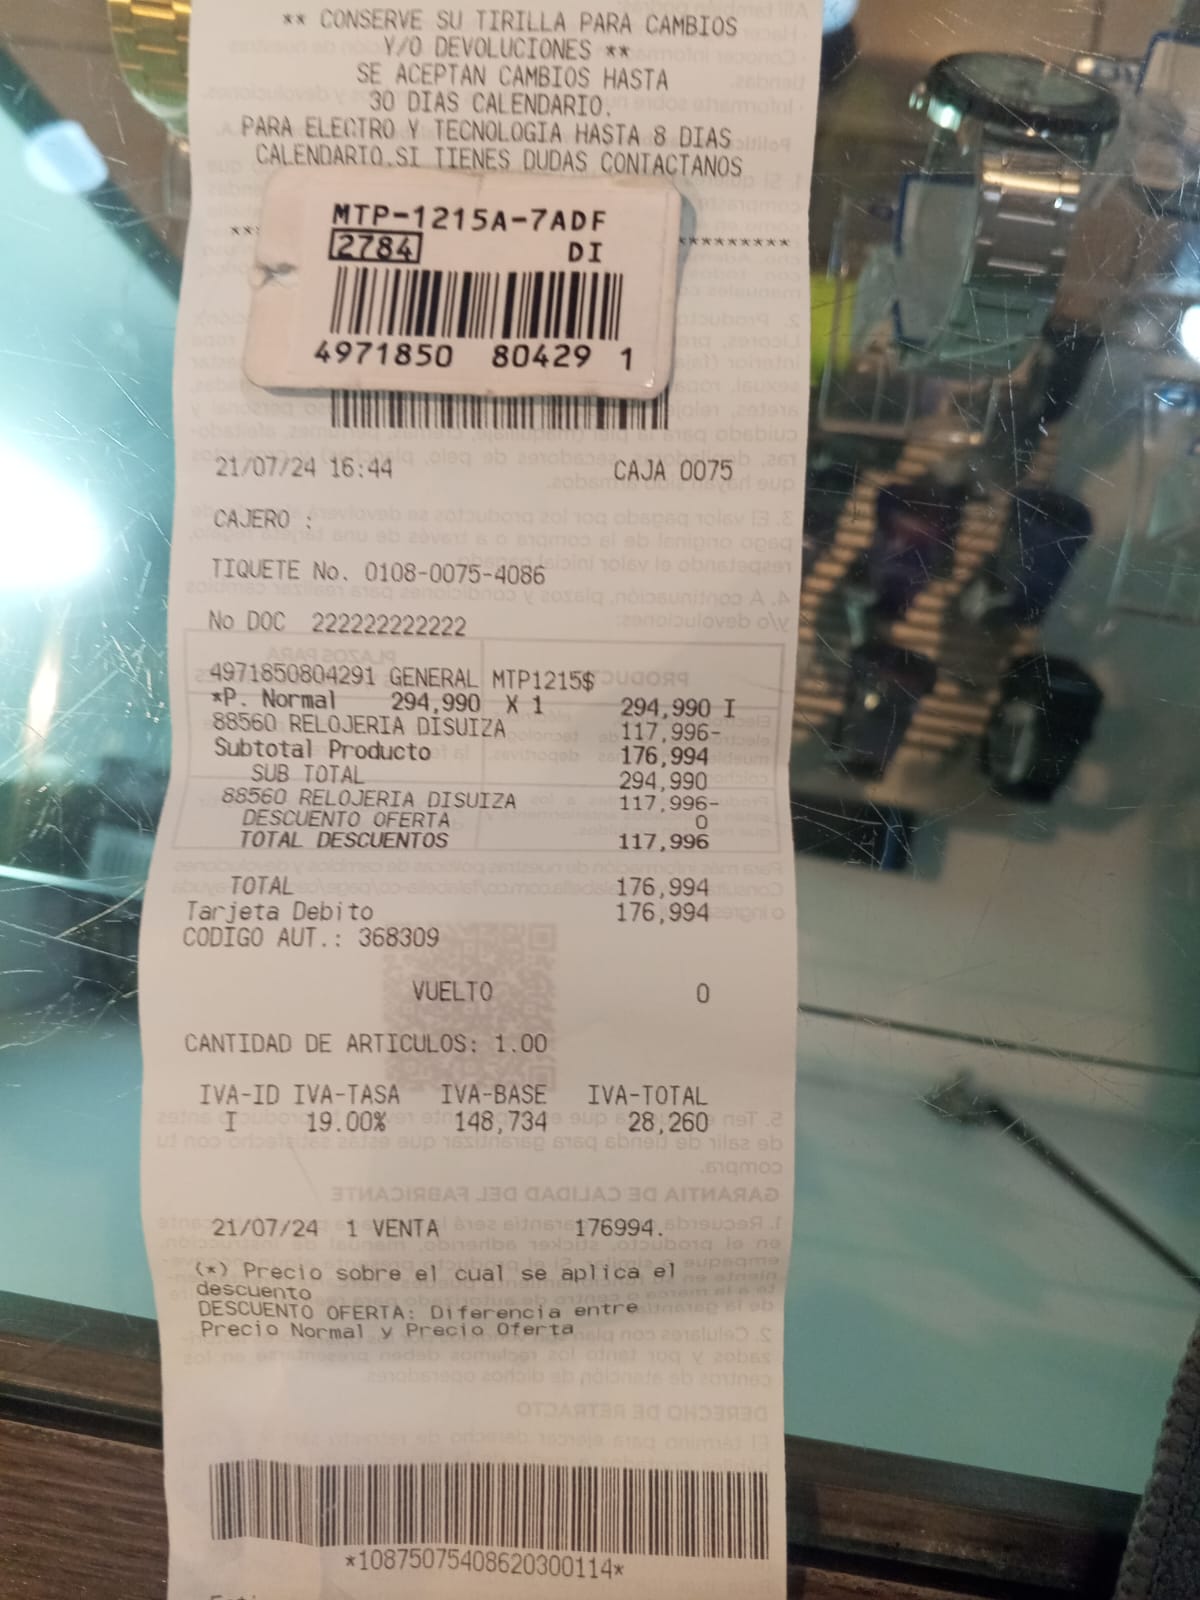 ** CONSERVE SU TIRILLA PARA CAMBIOS
Y/O DEVOLUCIONES **
SE ACEPTAN CAMBIOS HASTA
30 DIAS CALENDARIO.
PARA ELECTRO Y TECNOLOGIA HASTA 8 DIAS
CALENDARIO.SI TIENES DUDAS CONTACTANOS
MTP-1215A-7ADF
2784 DI
4971850 80429 1
21/07/24 16:44 CAJA 0075
CAJERO :
TIQUETE No. 0108-0075-4086
No DOC 222222222222
4971850804291 GENERAL MTP1215$
*P. Normal 294,990 X 1 294,990 I
88560 RELOJERIA DISUIZA 117,996-
Subtotal Producto 176,994
SUB TOTAL 294,990
88560 RELOJERIA DISUIZA 117,996-
DESCUENTO OFERTA 0
TOTAL DESCUENTOS 117,996
TOTAL 176,994
Tarjeta Debito 176,994
CODIGO AUT.: 368309
VUELTO 0
CANTIDAD DE ARTICULOS: 1.00
IVA-ID IVA-TASA IVA-BASE IVA-TOTAL
I 19.00% 148,734 28,260
21/07/24 1 VENTA 176994.
(*) Precio sobre el cual se aplica el
descuento
DESCUENTO OFERTA: Diferencia entre
Precio Normal y Precio Oferta
*10875075408620300114*